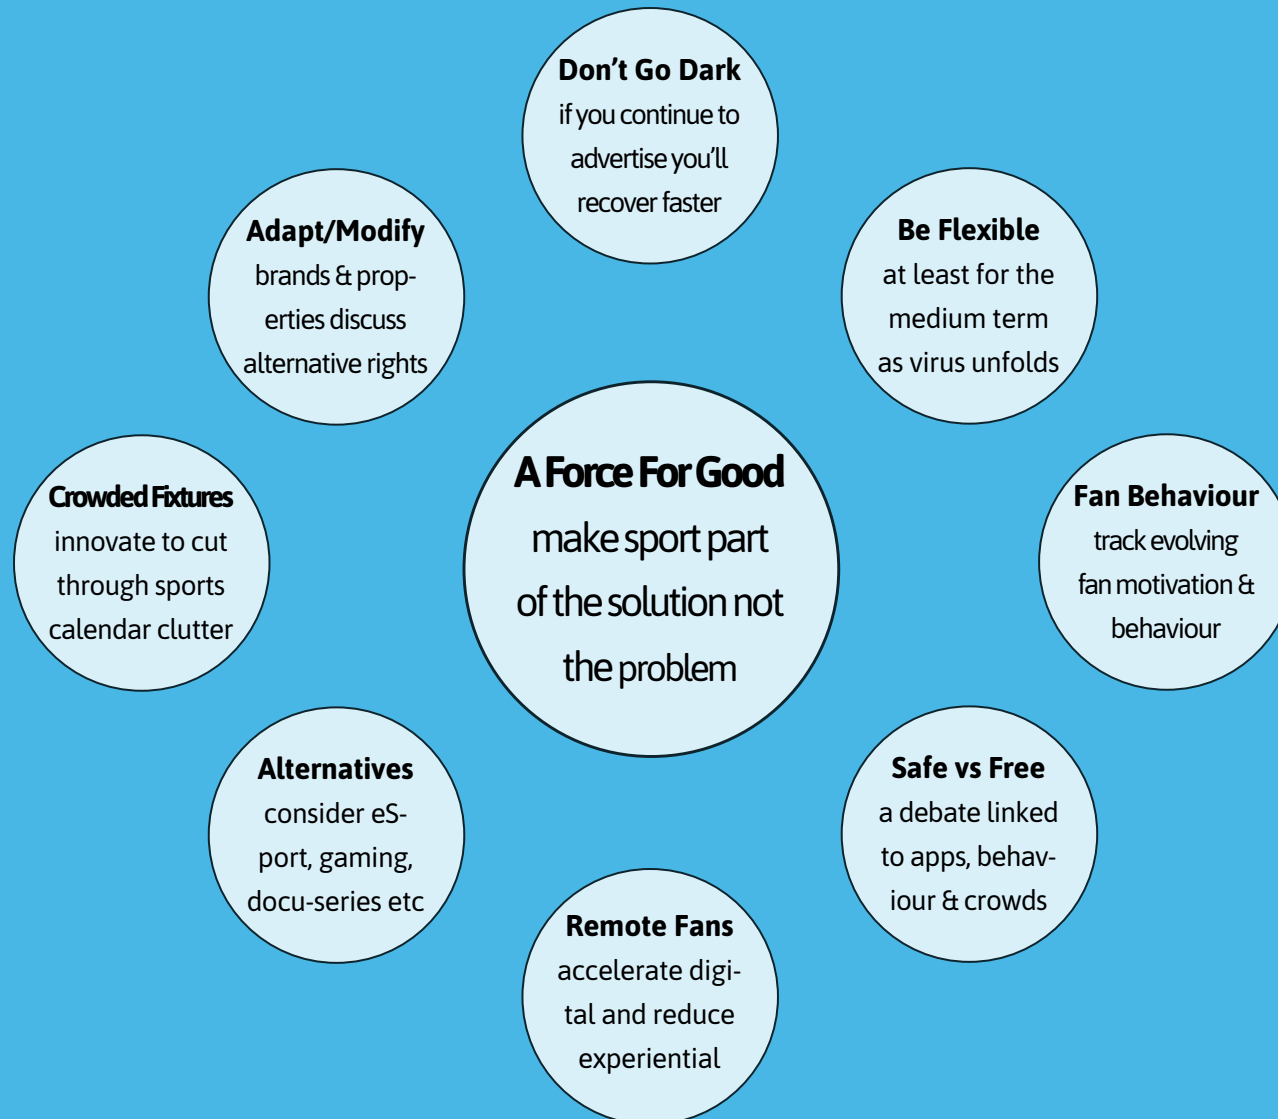 Don't Go Dark
if you continue to
advertise you'll
recover faster
Adapt/Modify
brands & prop-
erties discuss
alternative rights
Be Flexible
at least for the
medium term
as virus unfolds
Crowded Fixtures
innovate to cut
through sports
calendar clutter
A Force For Good
make sport part
of the solution not
the problem
Fan Behaviour
track evolving
fan motivation &
behaviour
Alternatives
consider eS-
port, gaming,
docu-series etc
Safe vs Free
a debate linked
to apps, behav-
iour & crowds
Remote Fans
accelerate digi-
tal and reduce
experiential